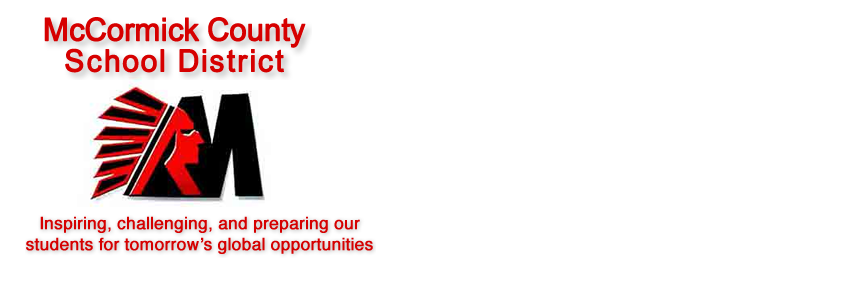 McCormick County
School District
M
Inspiring, challenging, and preparing our
students for tomorrow's global opportunities